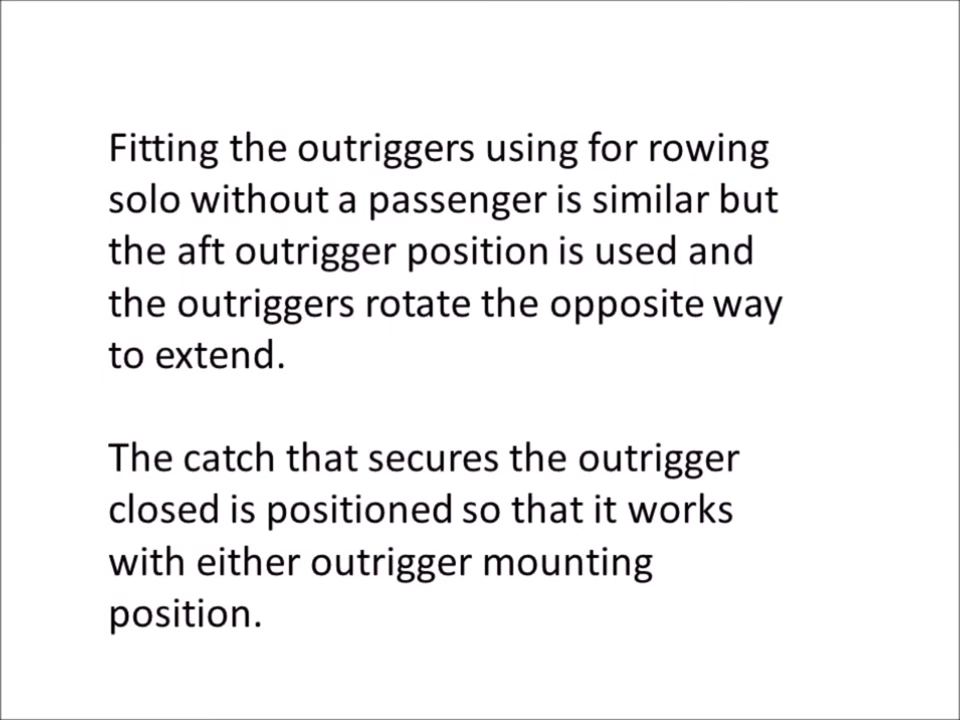 Fitting the outriggers using for rowing
solo without a passenger is similar but
the aft outrigger position is used and
the outriggers rotate the opposite way
to extend.
The catch that secures the outrigger
closed is positioned so that it works
with either outrigger mounting
position.